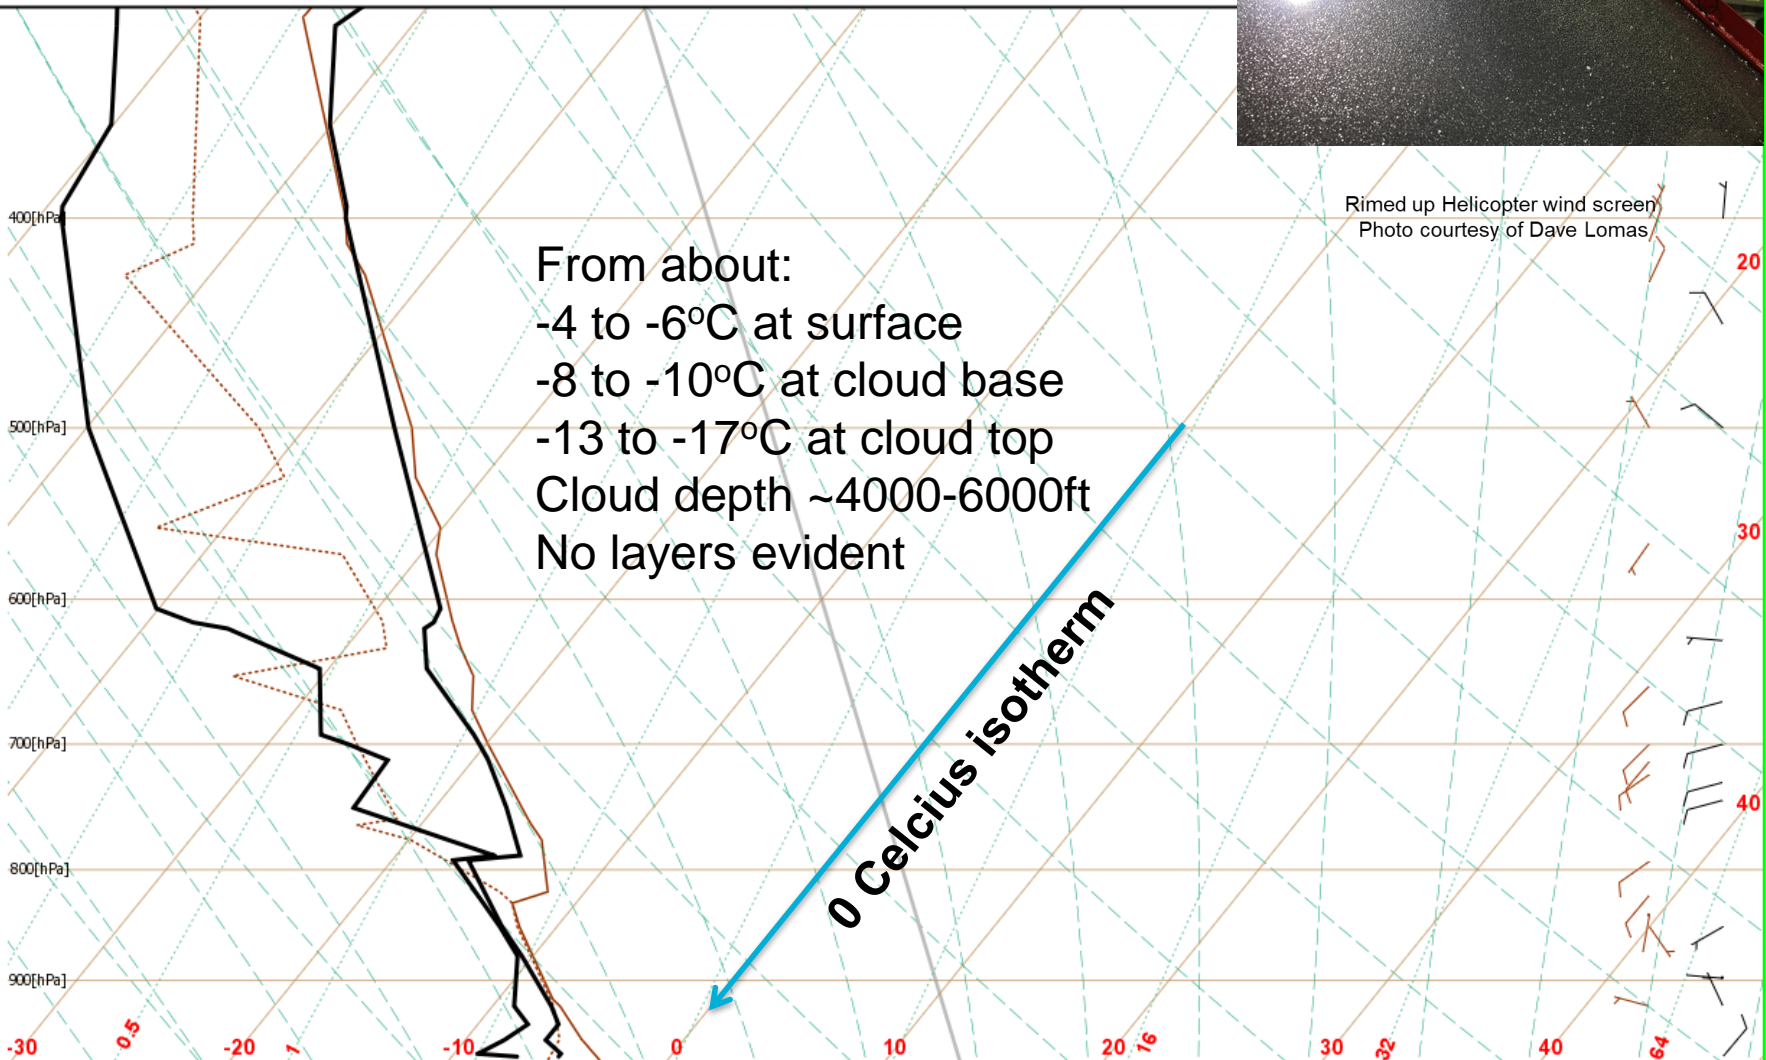 Rimed up Helicopter wind screen
Photo courtesy of Dave Lomas
400[hPa]
20
From about:
-4 to -6ºC at surface
-8 to -10ºC at cloud base
-13 to -17ºC at cloud top
Cloud depth ~4000-6000ft
No layers evident
500[hPa]
30
600[hPa]
0 Celcius isotherm
700[hPa]
40
800[hPa]
900[hPa]
-30 0.5 -20 1 -10 0 10 20 16 30 32 40 64